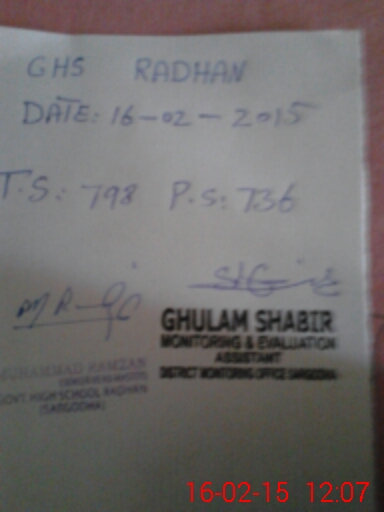 GHS RADHAN
DATE: 16-02-2015
T.S: 798 P.S: 736
GHULAM SHABIR
MONITORING & EVALUATION
ASSISTANT
DISTRICT MONITORING OFFICE SARGODHA
MUHAMMAD RAMZAN
GOVT. HIGH SCHOOL RADHAN
(SARGODHA)
16-02-15 12:07